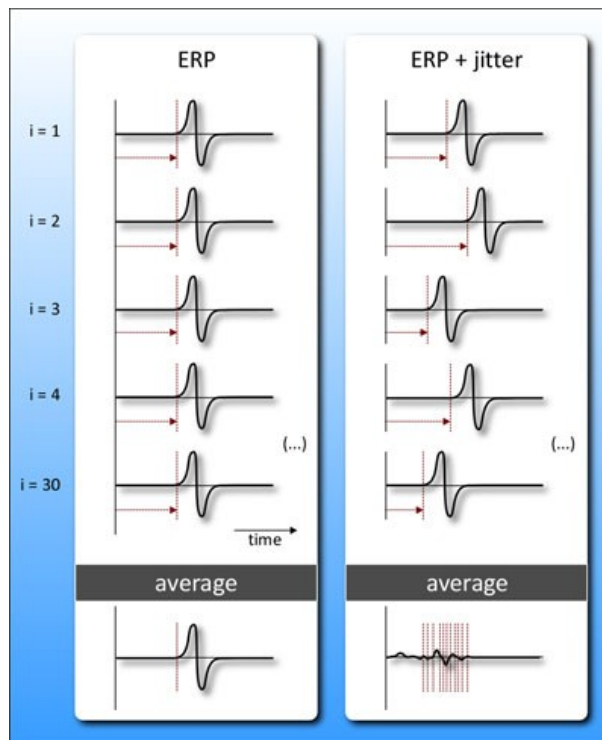 ERP
ERP + jitter
i = 1
i = 2
i = 3
i = 4
(...)
(...)
i = 30
time
average
average